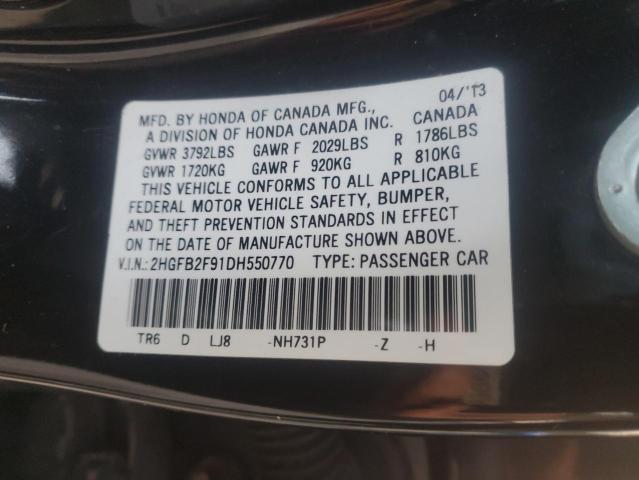 04/'13
MFD. BY HONDA OF CANADA MFG., CANADA
A DIVISION OF HONDA CANADA INC.
GVWR 3792LBS GAWR F 2029LBS R 1786LBS
GVWR 1720KG GAWR F 920KG R 810KG
THIS VEHICLE CONFORMS TO ALL APPLICABLE
FEDERAL MOTOR VEHICLE SAFETY, BUMPER,
AND THEFT PREVENTION STANDARDS IN EFFECT
ON THE DATE OF MANUFACTURE SHOWN ABOVE.
V.I.N.:2HGFB2F91DH550770 TYPE:PASSENGER CAR
TR6 D LJ8 -NH731P -Z -H